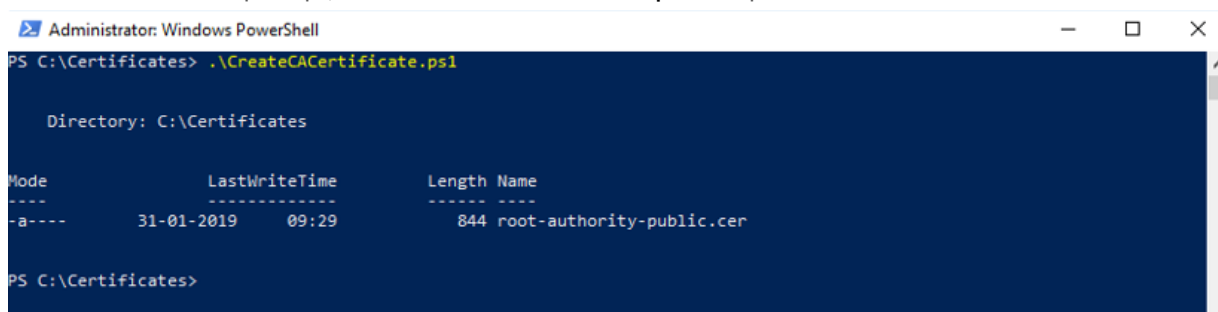 Administrator: Windows PowerShell
PS C:\Certificates> .\CreateCACertificate.ps1
Directory: C:\Certificates
Mode LastWriteTime Length Name
---- ------------- ------ ----
-a---- 31-01-2019 09:29 844 root-authority-public.cer
PS C:\Certificates>